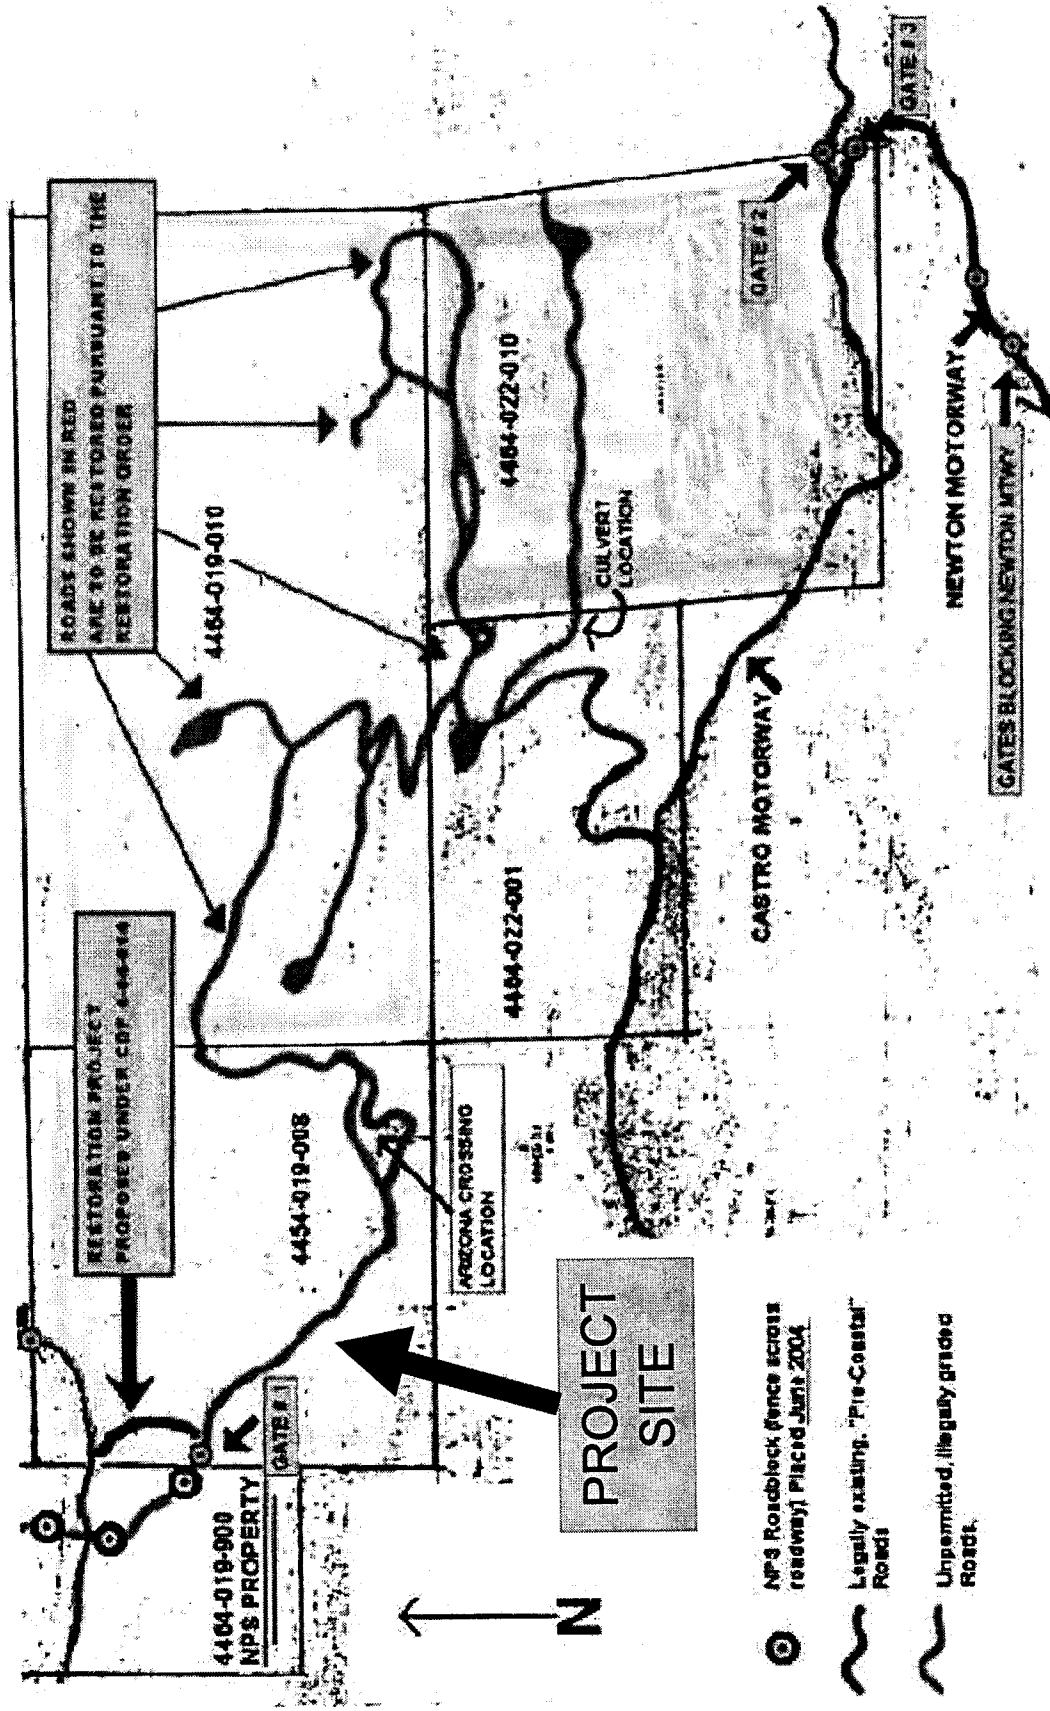 ROADS SHOWN IN RED
ARE TO BE RESTORED PURSUANT TO THE
RESTORATION ORDER
RESTORATION PROJECT
PROPOSED UNDER CDP
4464-019-010
4454-019-008
4464-019-900
NPS PROPERTY
GATE # 1
ARIZONA CROSSING
LOCATION
4464-022-001
4464-022-010
CULVERT
LOCATION
GATE # 2
GATE # 3
CASTRO MOTORWAY
NEWTON MOTORWAY
GATES BLOCKING NEWTON MTWY
PROJECT
SITE
N
NPS Roadblock (fence across
roadway) Placed June 2004
Legally existing, "Pre-Coastal"
Roads
Unpermitted, illegally graded
Roads.